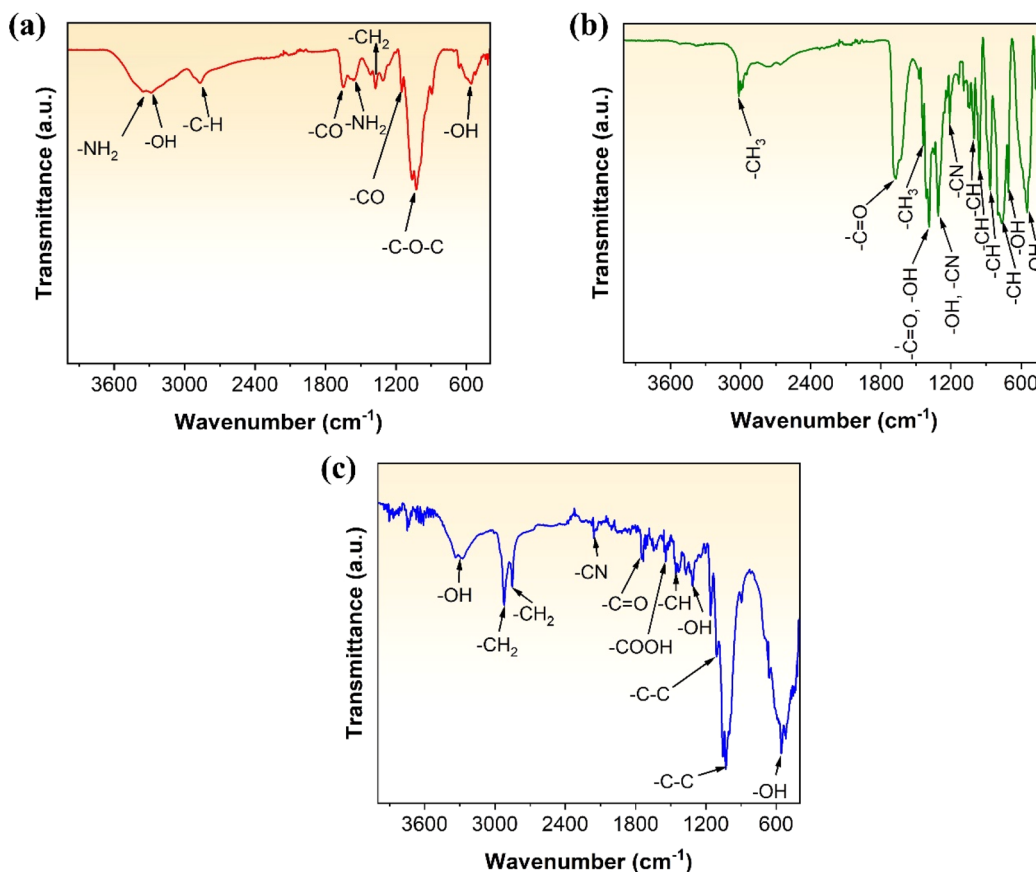 (a)
-CH2
-NH2
-OH
-C-H
-CO
-NH2
-CO
-C-O-C
-OH
Transmittance (a.u.)
3600 3000 2400 1800 1200 600
Wavenumber (cm-1)
(b)
-CH3
-C=O
-CH3
-C=O, -OH
-OH, -CN
-CN
-CH
-CH
-CH
-CH
-OH
Transmittance (a.u.)
3600 3000 2400 1800 1200 600
Wavenumber (cm-1)
(c)
-OH
-CH2
-CH2
-CN
-C=O
-COOH
-CH
-OH
-C-C
-C-C
-OH
Transmittance (a.u.)
3600 3000 2400 1800 1200 600
Wavenumber (cm-1)